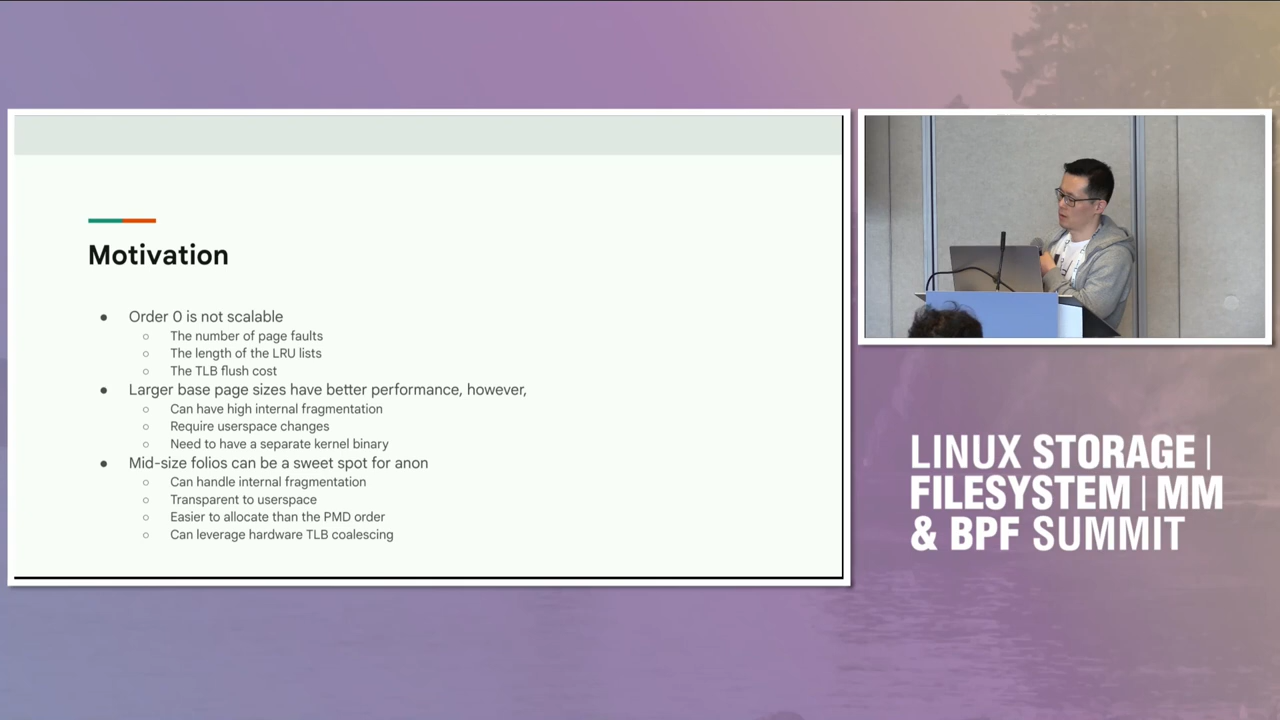 Motivation
● Order 0 is not scalable
○ The number of page faults
○ The length of the LRU lists
○ The TLB flush cost
● Larger base page sizes have better performance, however,
○ Can have high internal fragmentation
○ Require userspace changes
○ Need to have a separate kernel binary
● Mid-size folios can be a sweet spot for anon
○ Can handle internal fragmentation
○ Transparent to userspace
○ Easier to allocate than the PMD order
○ Can leverage hardware TLB coalescing
LINUX STORAGE |
FILESYSTEM | MM
& BPF SUMMIT